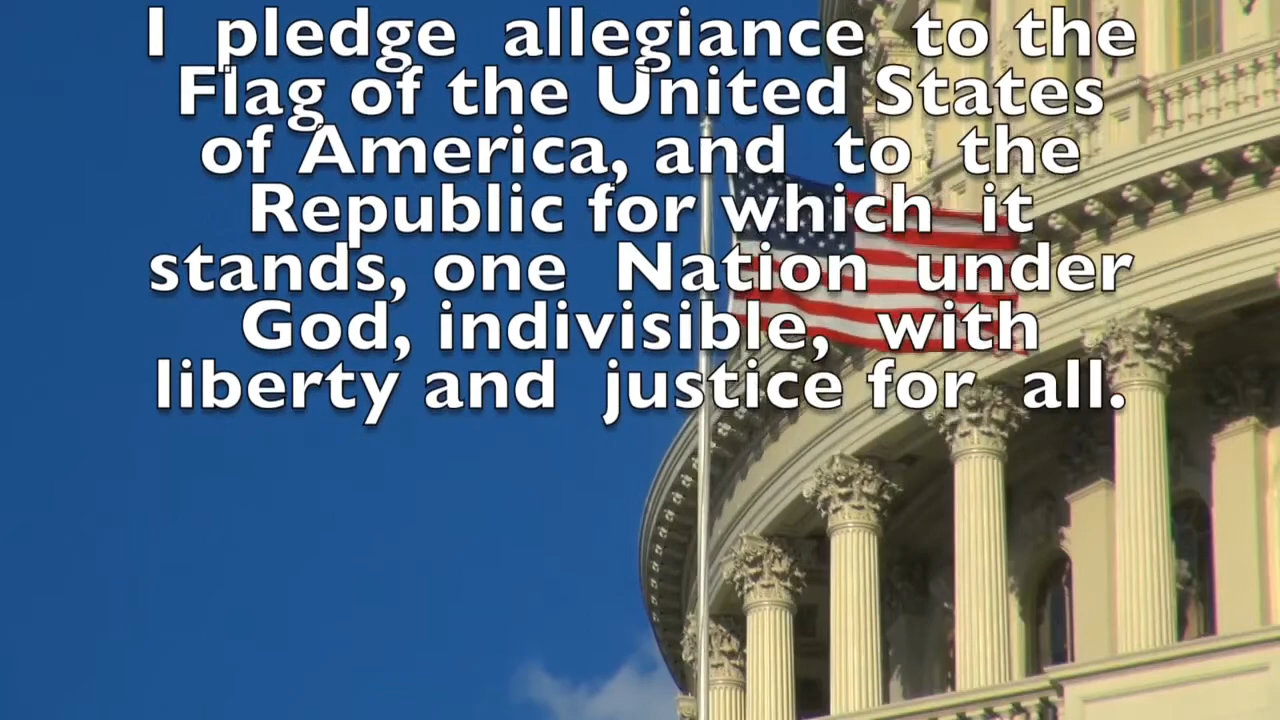 I pledge allegiance to the
Flag of the United States
of America, and to the
Republic for which it
stands, one Nation under
God, indivisible, with
liberty and justice for all.